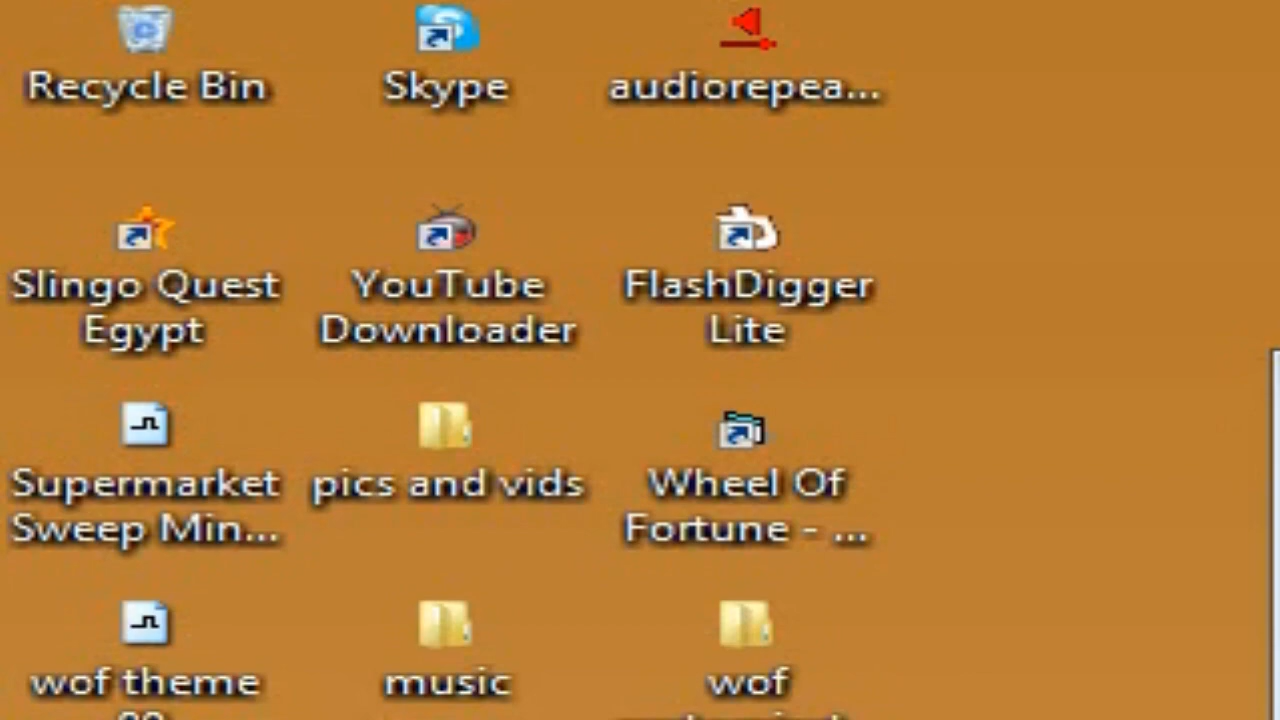 Recycle Bin
Skype
audiorepea...
Slingo Quest
Egypt
YouTube
Downloader
FlashDigger
Lite
Supermarket
Sweep Min...
pics and vids
Wheel Of
Fortune - ...
wof theme
music
wof